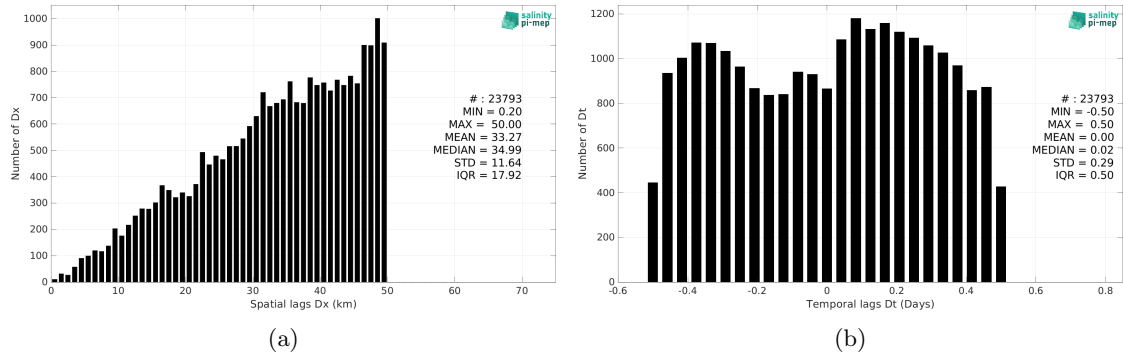 1000
900
800
700
600
500
400
300
200
100
0
Number of Dx
0 10 20 30 40 50 60 70
Spatial lags Dx (km)
salinity
pi-mep
# : 23793
MIN = 0.20
MAX = 50.00
MEAN = 33.27
MEDIAN = 34.99
STD = 11.64
IQR = 17.92
(a)
1200
1000
800
600
400
200
0
Number of Dt
-0.6 -0.4 -0.2 0 0.2 0.4 0.6 0.8
Temporal lags Dt (Days)
salinity
pi-mep
# : 23793
MIN = -0.50
MAX = 0.50
MEAN = 0.00
MEDIAN = 0.02
STD = 0.29
IQR = 0.50
(b)